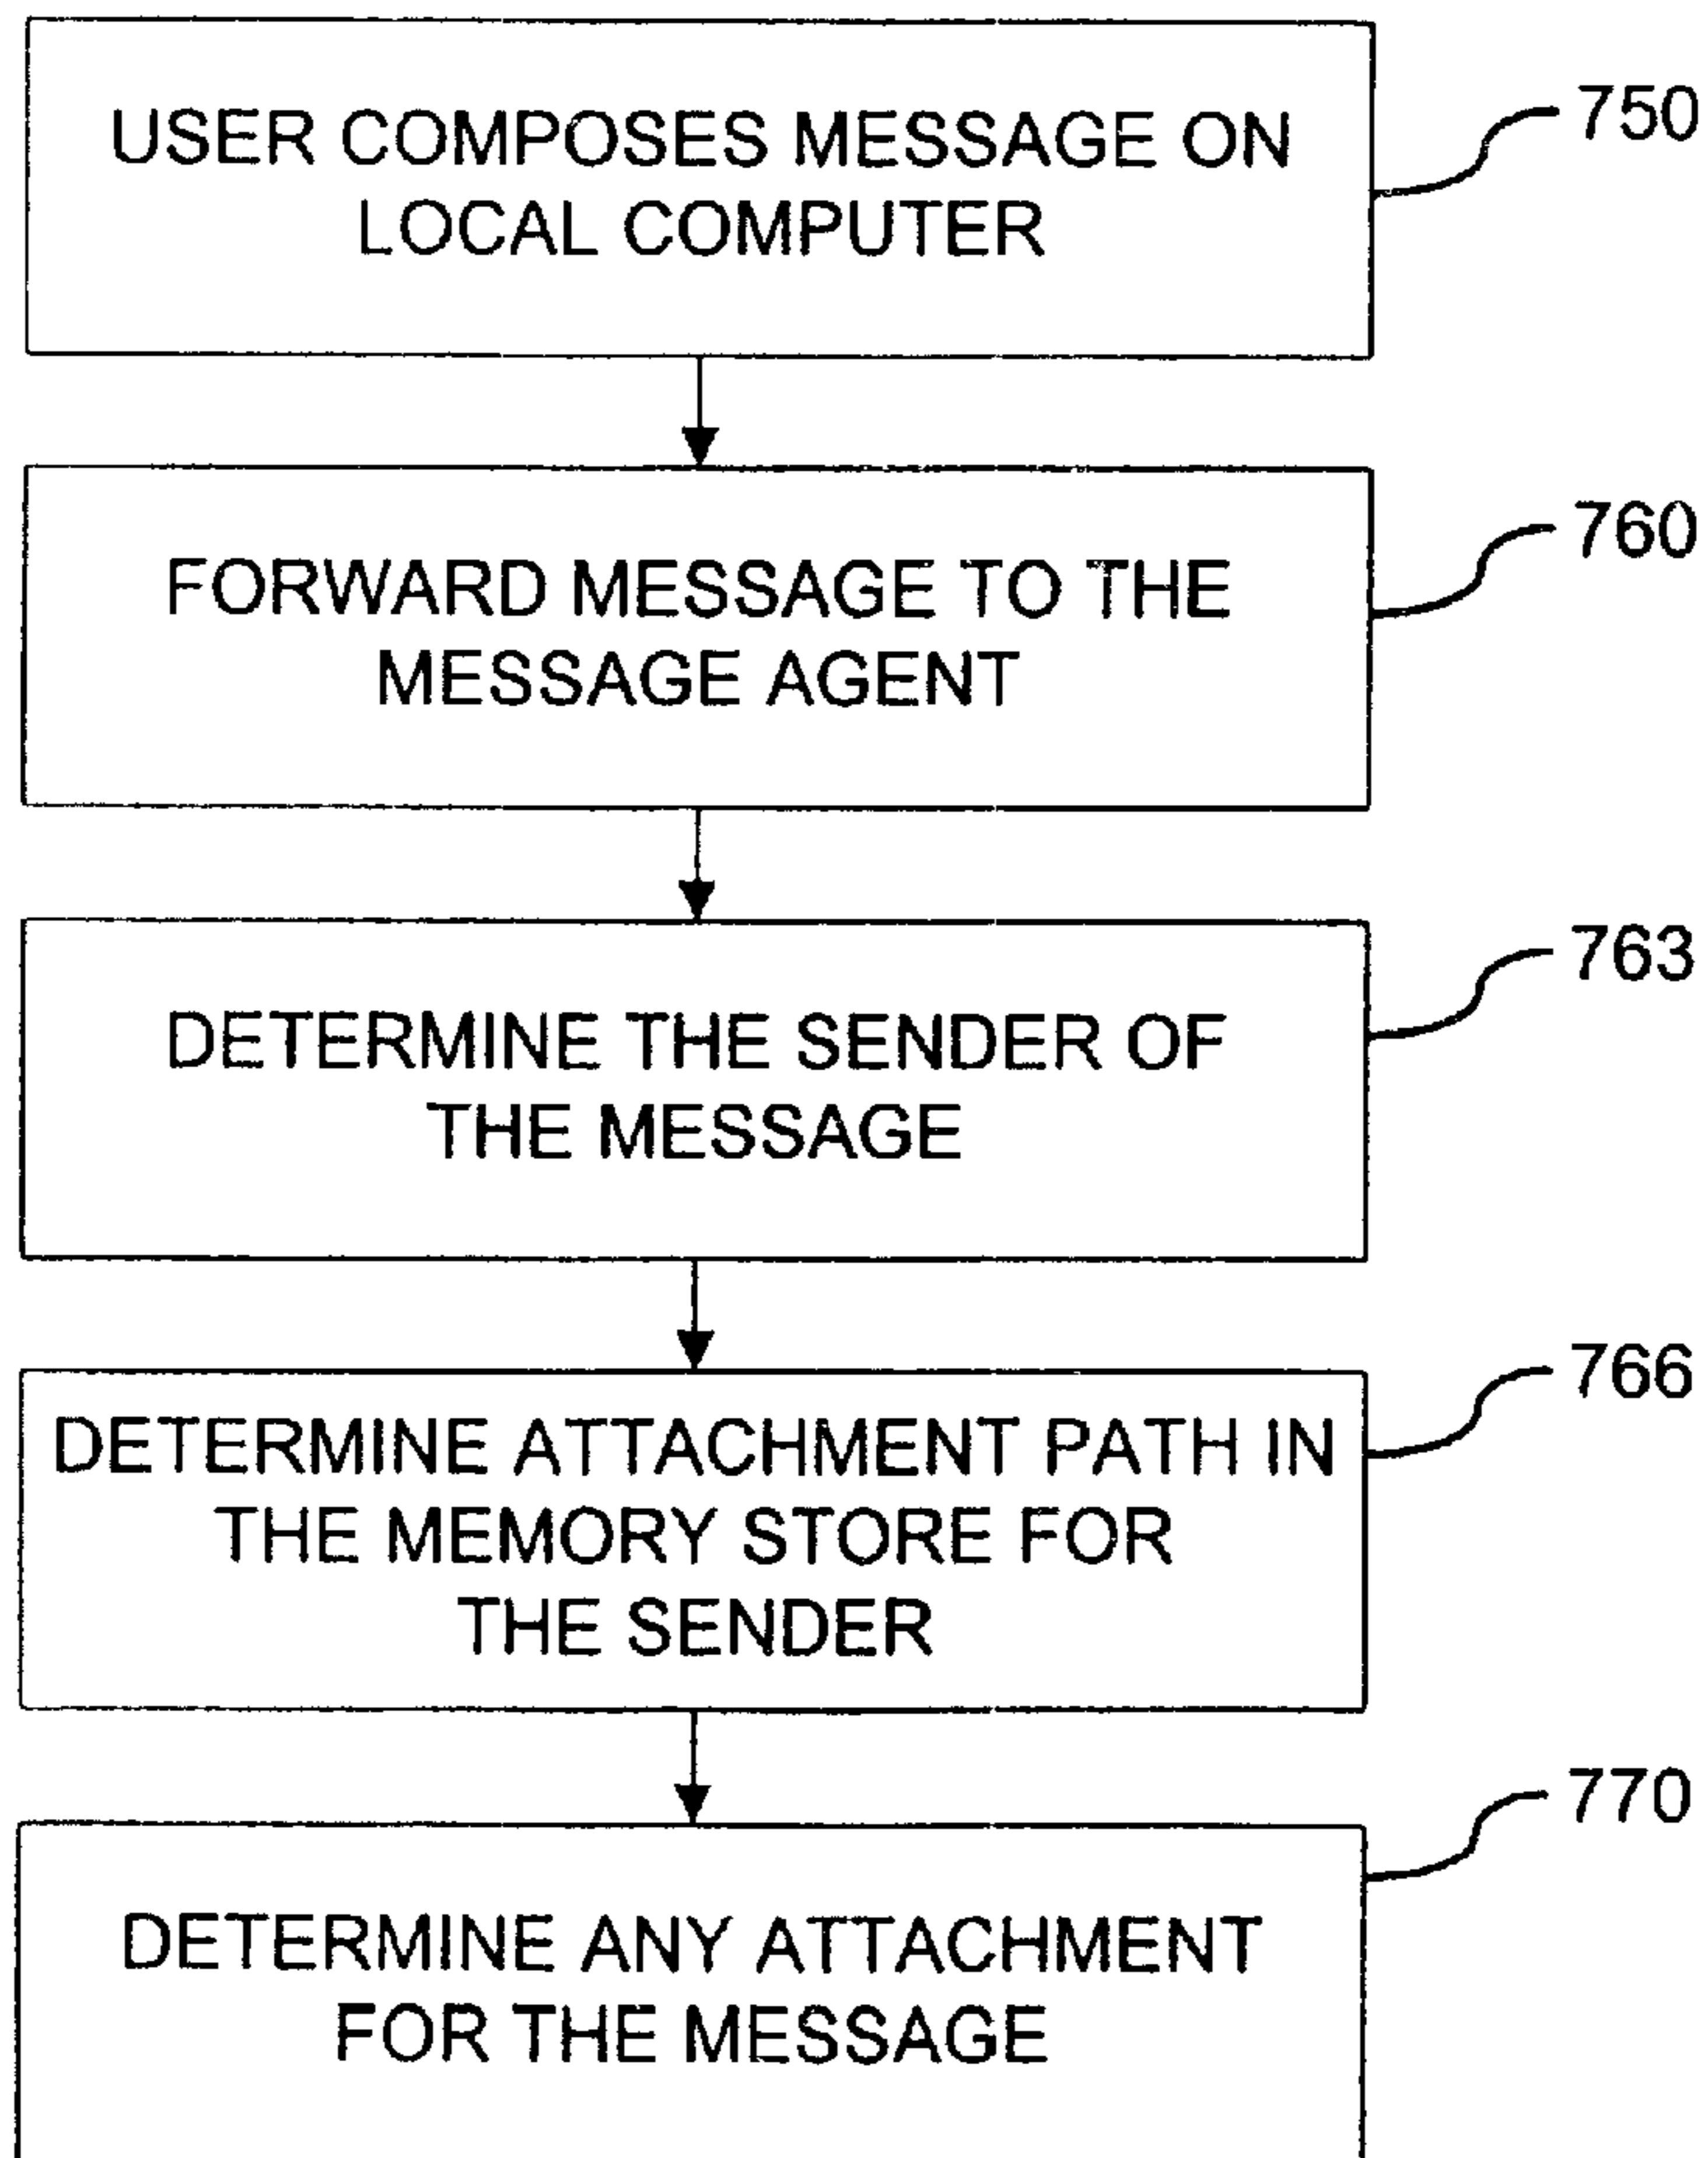 USER COMPOSES MESSAGE ON
LOCAL COMPUTER
750
FORWARD MESSAGE TO THE
MESSAGE AGENT
760
DETERMINE THE SENDER OF
THE MESSAGE
763
DETERMINE ATTACHMENT PATH IN
THE MEMORY STORE FOR
THE SENDER
766
DETERMINE ANY ATTACHMENT
FOR THE MESSAGE
770